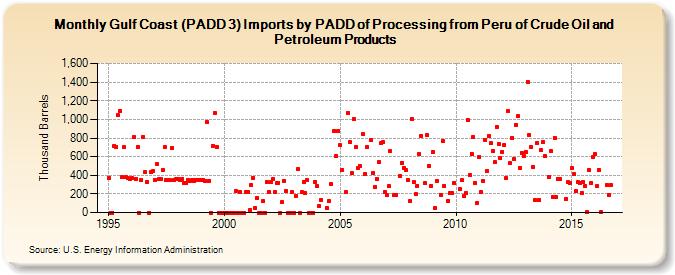 Monthly Gulf Coast (PADD 3) Imports by PADD of Processing from Peru of Crude Oil and
Petroleum Products
Thousand Barrels
1,600
1,400
1,200
1,000
800
600
400
200
0
1995 2000 2005 2010 2015
Source: U.S. Energy Information Administration